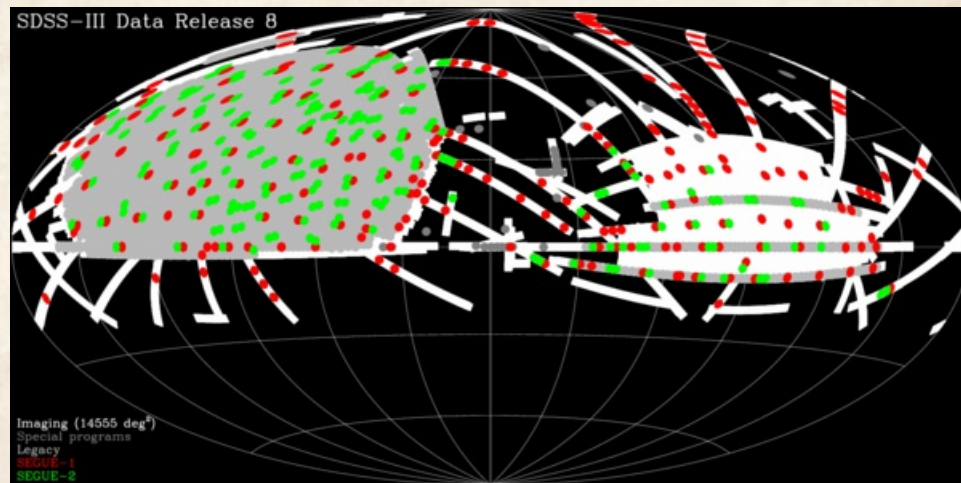 SDSS-III Data Release 8
Imaging (14555 deg²)
Special programs
Legacy
SEGUE-1
SEGUE-2